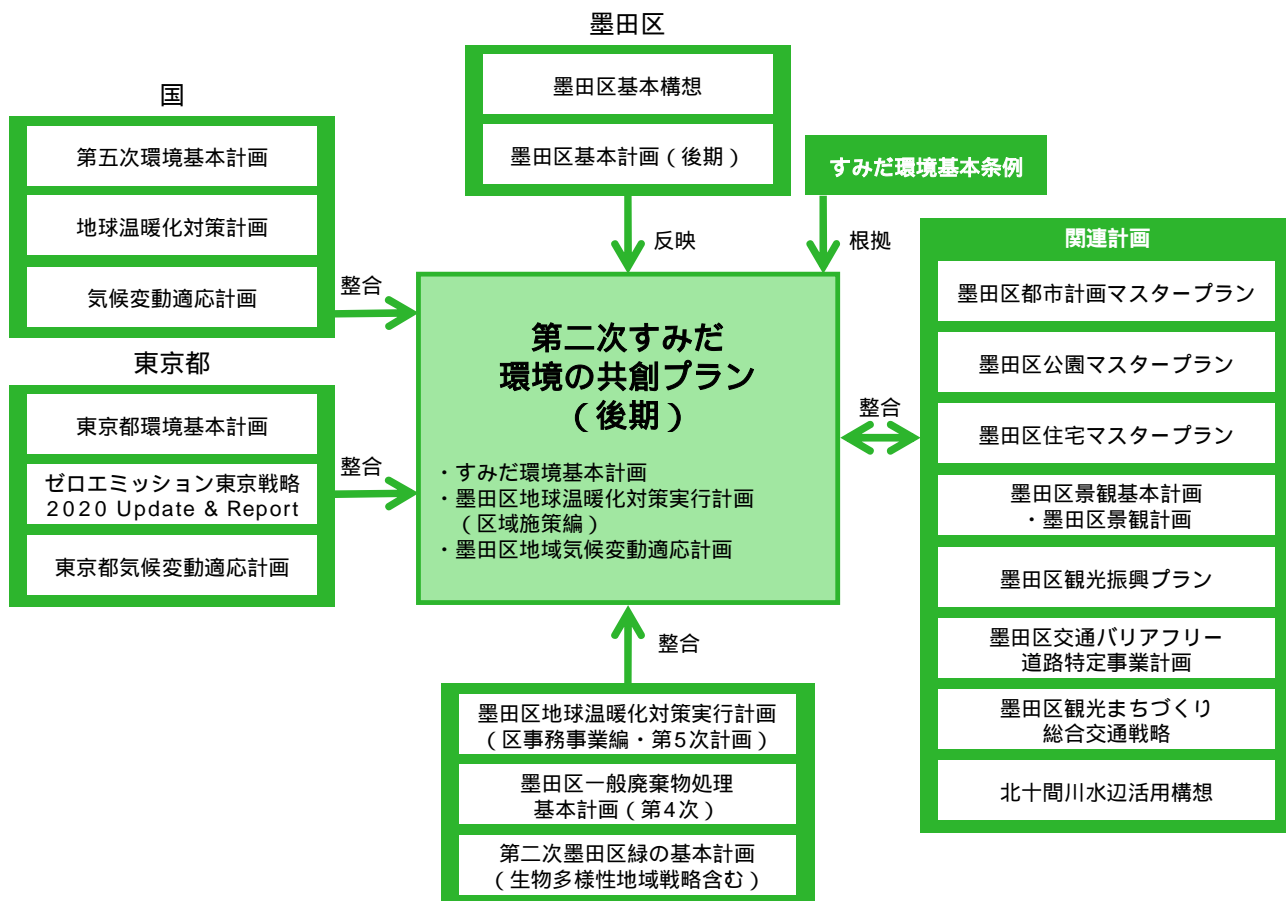 墨田区
墨田区基本構想
墨田区基本計画(後期)
すみだ環境基本条例
反映
根拠
国
第五次環境基本計画
地球温暖化対策計画
気候変動適応計画
整合
東京都
東京都環境基本計画
ゼロエミッション東京戦略
2020 Update & Report
東京都気候変動適応計画
整合
第二次すみだ
環境の共創プラン
(後期)
・すみだ環境基本計画
・墨田区地球温暖化対策実行計画
(区域施策編)
・墨田区地域気候変動適応計画
整合
関連計画
墨田区都市計画マスタープラン
墨田区公園マスタープラン
墨田区住宅マスタープラン
墨田区景観基本計画
・墨田区景観計画
墨田区観光振興プラン
墨田区交通バリアフリー
道路特定事業計画
墨田区観光まちづくり
総合交通戦略
北十間川水辺活用構想
整合
墨田区地球温暖化対策実行計画
(区事務事業編・第5次計画)
墨田区一般廃棄物処理
基本計画(第4次)
第二次墨田区緑の基本計画
(生物多様性地域戦略含む)